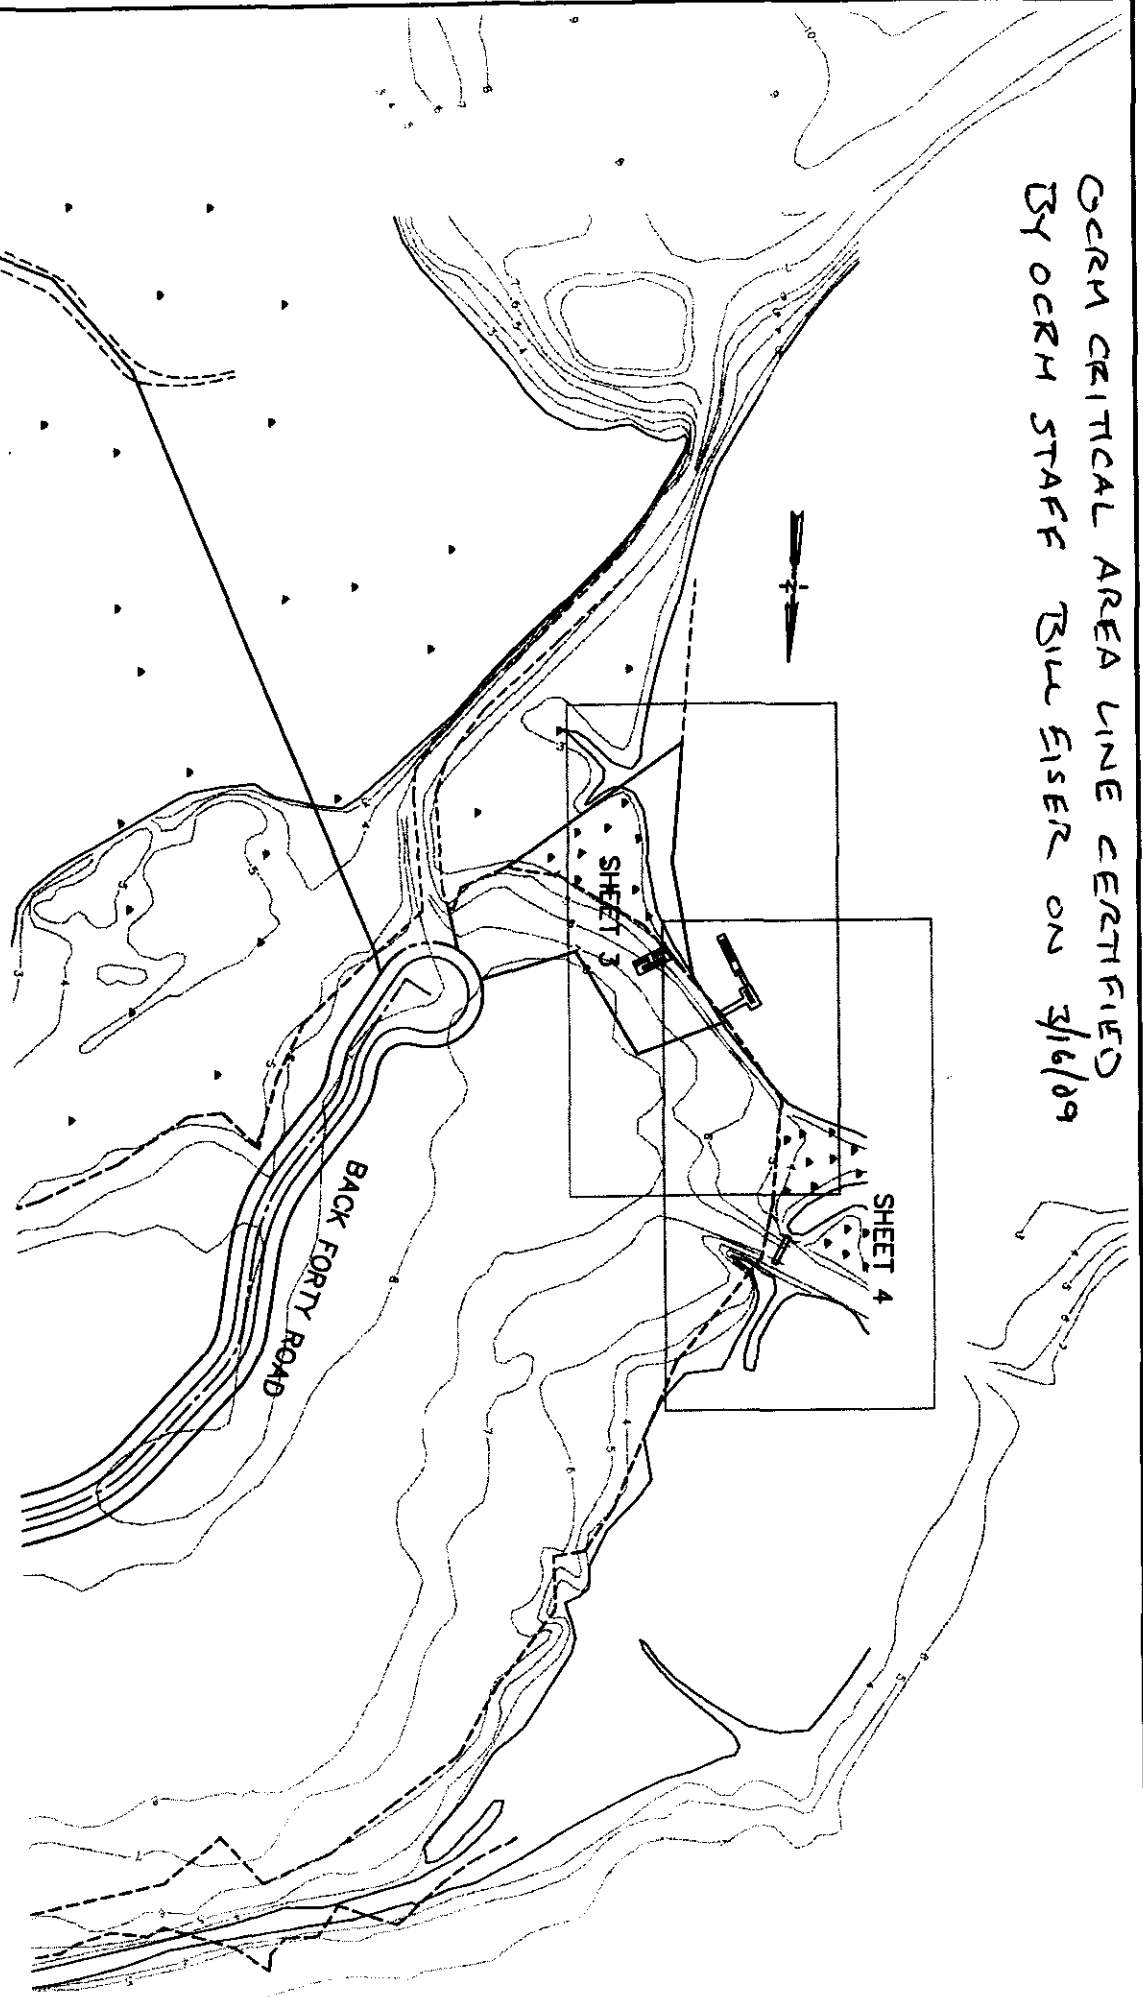 OCRM CRITICAL AREA LINE CERTIFIED
BY OCRM STAFF BILL EISER ON 3/16/09
SHEET 3
SHEET 4
BACK FORTY ROAD